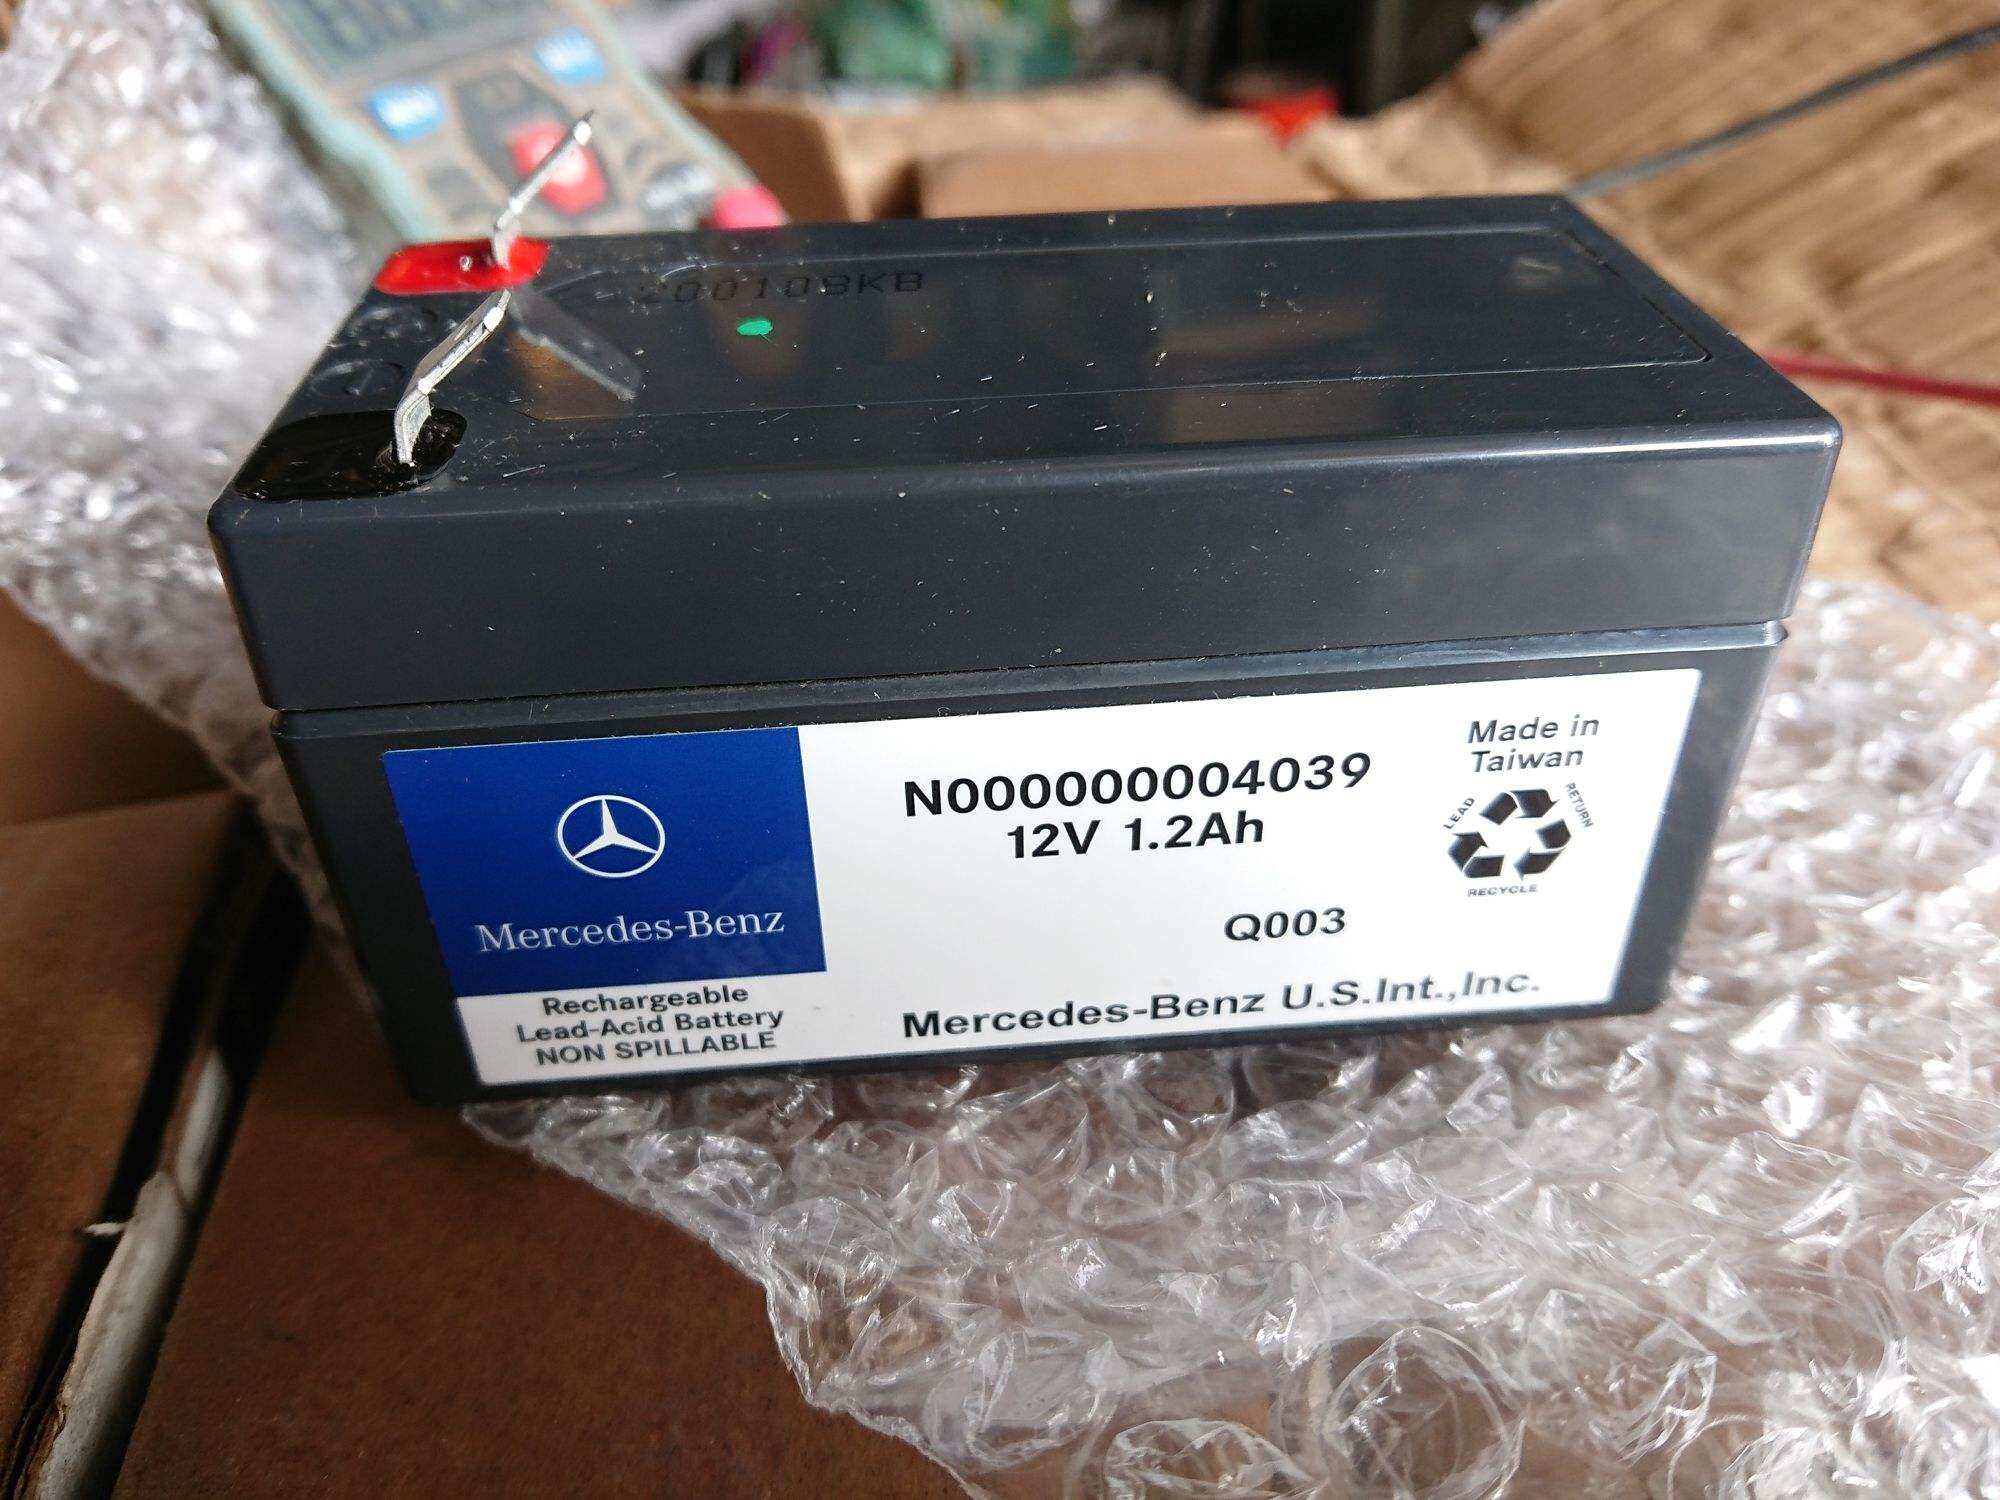 200108KB
Mercedes-Benz
Rechargeable
Lead-Acid Battery
NON SPILLABLE
N000000004039
12V 1.2Ah
Q003
Mercedes-Benz U.S.Int.,Inc.
Made in
Taiwan
LEAD
RETURN
RECYCLE